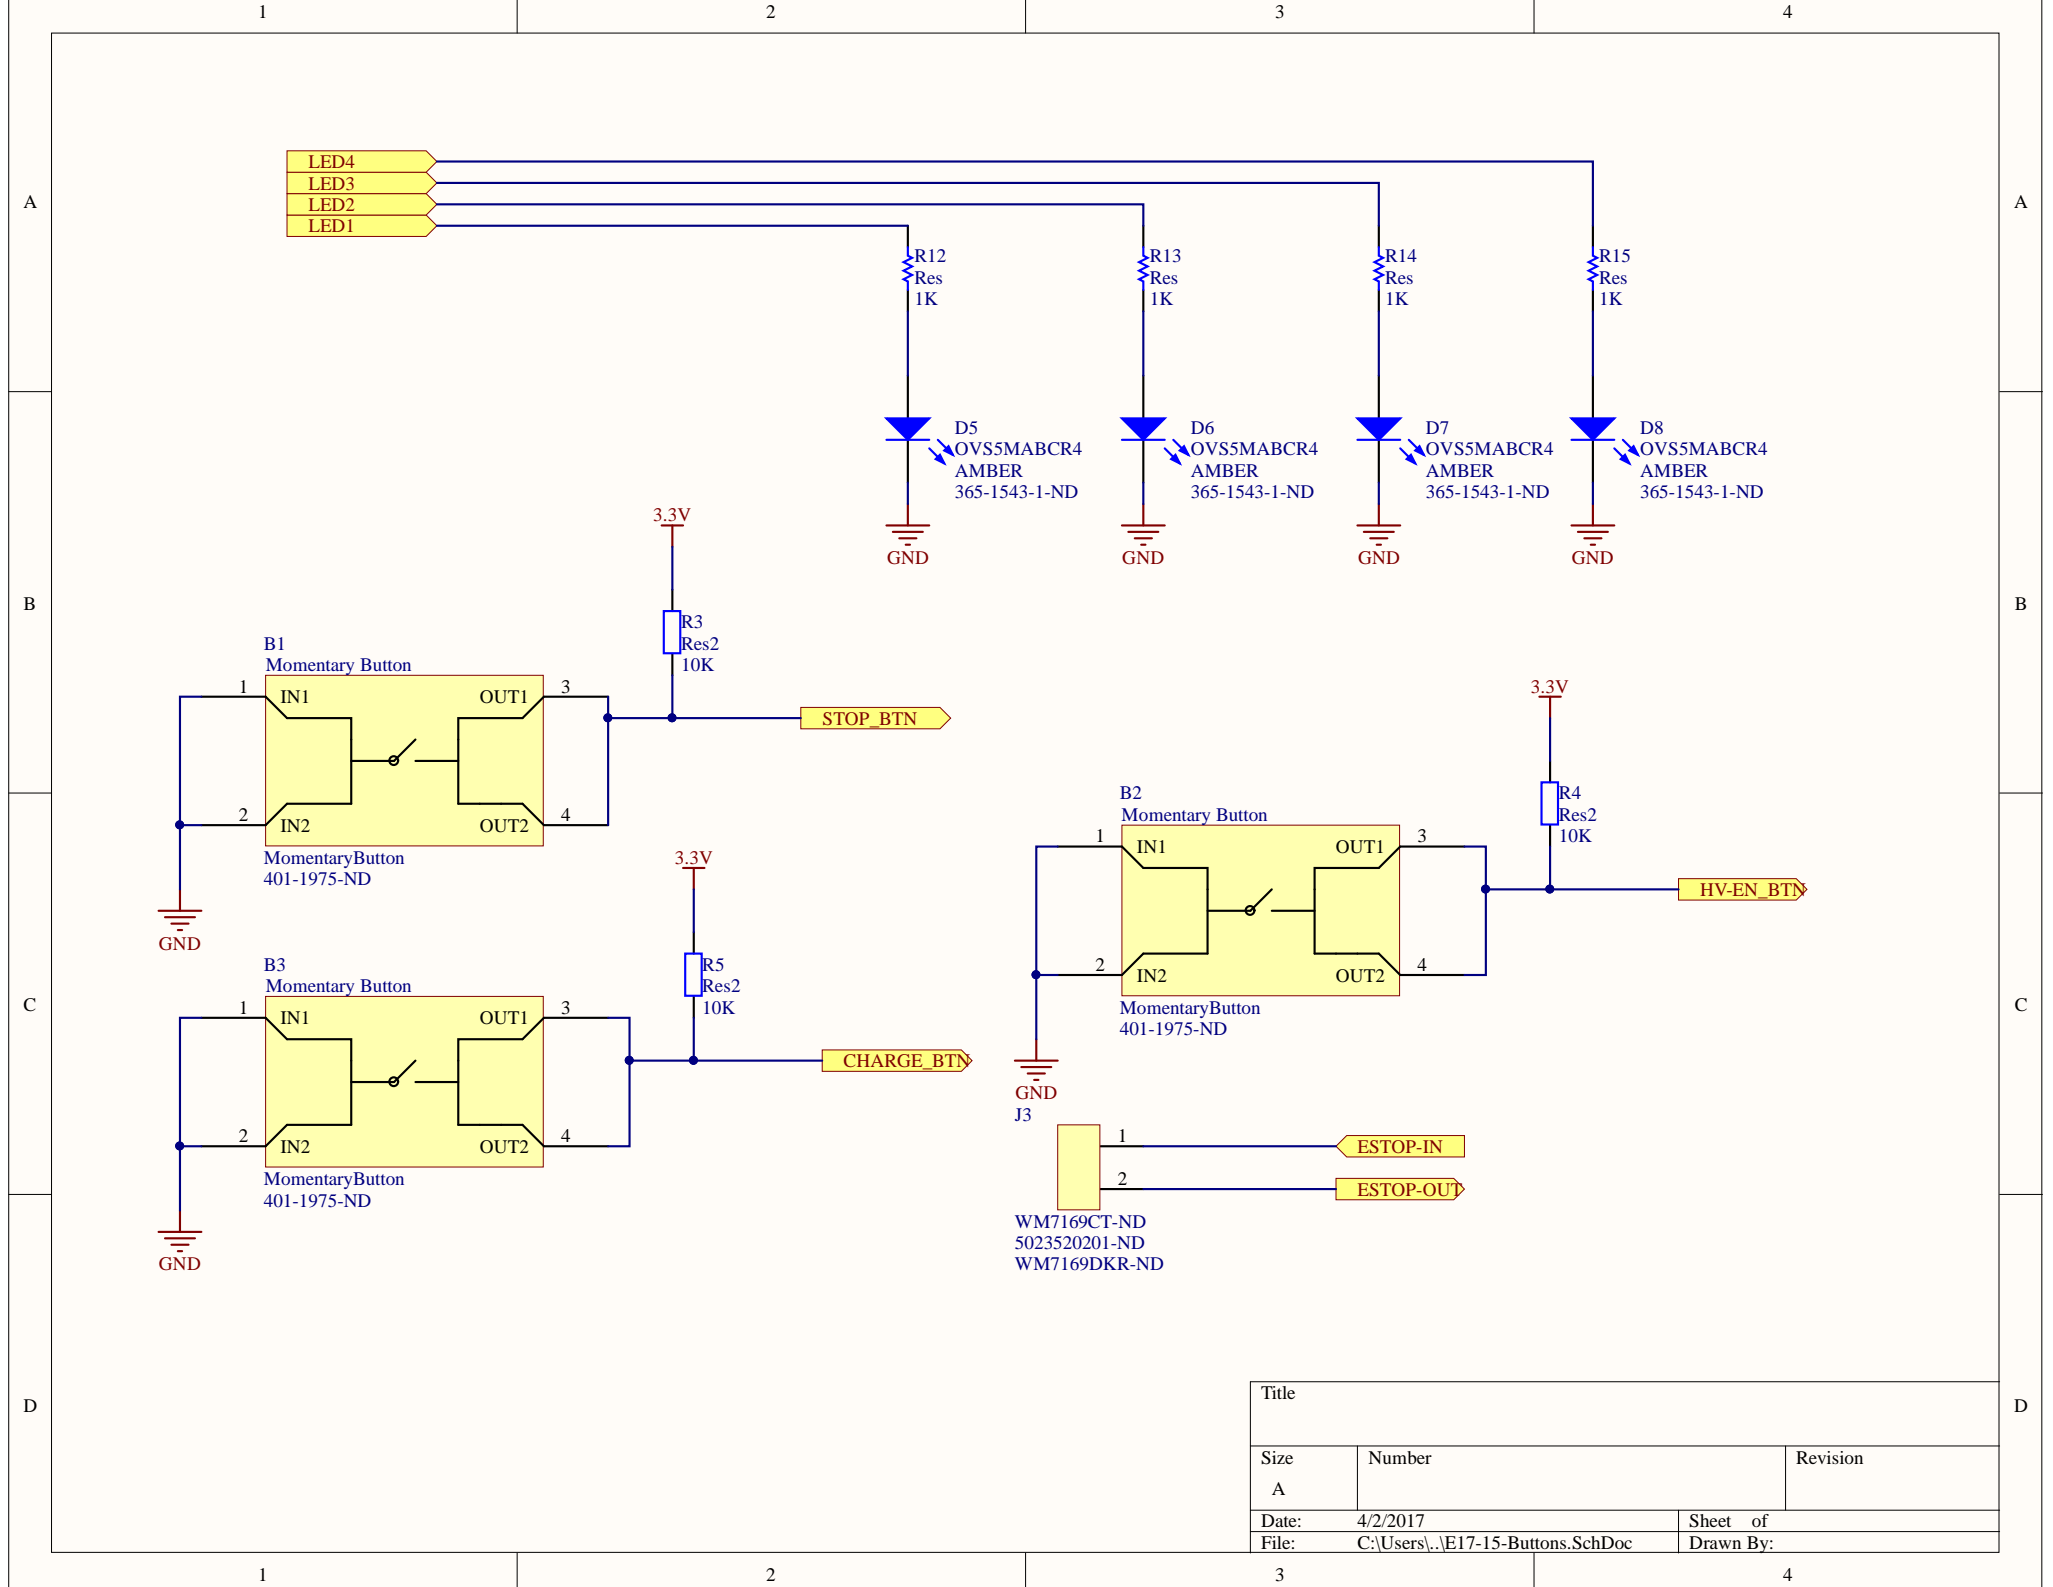 1 2 3 4
A A
LED4
LED3
LED2
LED1
R12
Res
1K
R13
Res
1K
R14
Res
1K
R15
Res
1K
D5
OVS5MABCR4
AMBER
365-1543-1-ND
D6
OVS5MABCR4
AMBER
365-1543-1-ND
D7
OVS5MABCR4
AMBER
365-1543-1-ND
D8
OVS5MABCR4
AMBER
365-1543-1-ND
GND
GND
GND
GND
B B
3.3V
R3
Res2
10K
B1
Momentary Button
1 IN1 OUT1 3
2 IN2 OUT2 4
MomentaryButton
401-1975-ND
STOP_BTN
GND
3.3V
R4
Res2
10K
B2
Momentary Button
1 IN1 OUT1 3
2 IN2 OUT2 4
MomentaryButton
401-1975-ND
HV-EN_BTN
GND
3.3V
R5
Res2
10K
B3
Momentary Button
1 IN1 OUT1 3
2 IN2 OUT2 4
MomentaryButton
401-1975-ND
CHARGE_BTN
GND
C C
J3
1 ESTOP-IN
2 ESTOP-OUT
WM7169CT-ND
5023520201-ND
WM7169DKR-ND
D D
Title
Size Number Revision
A
Date: 4/2/2017 Sheet of
File: C:\Users\..\E17-15-Buttons.SchDoc Drawn By:
1 2 3 4